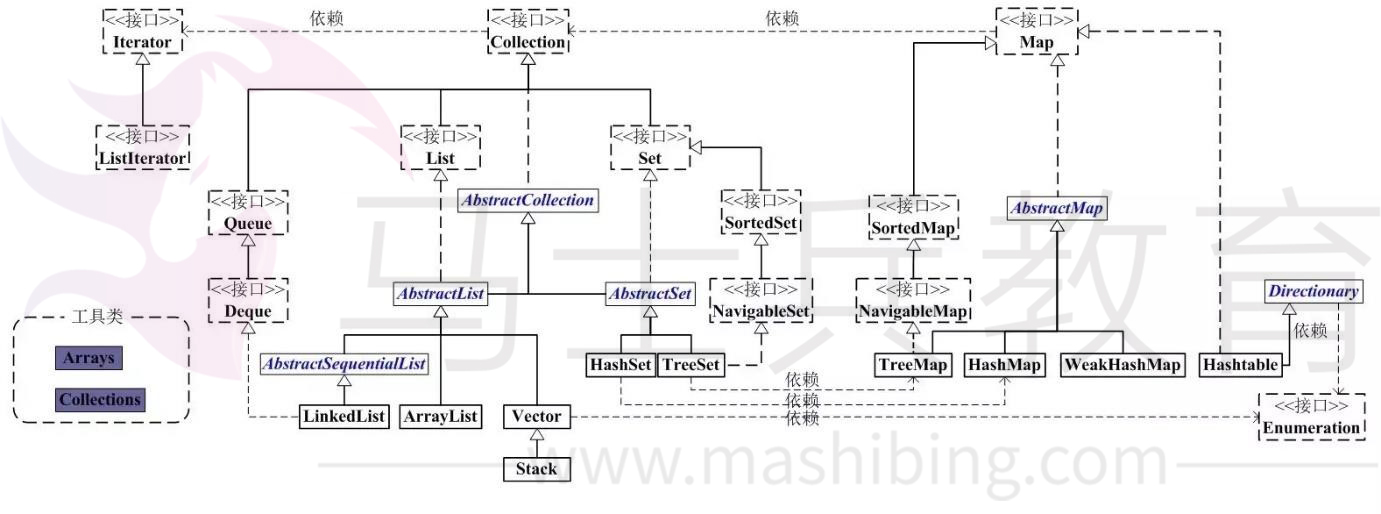 <<接口>>
Iterator
依赖
<<接口>>
Collection
依赖
<<接口>>
Map
<<接口>>
ListIterator
<<接口>>
List
<<接口>>
Set
<<接口>>
Queue
AbstractCollection
<<接口>>
SortedSet
<<接口>>
SortedMap
AbstractMap
<<接口>>
Deque
AbstractList
AbstractSet
<<接口>>
NavigableSet
<<接口>>
NavigableMap
Directionary
依赖
工具类
Arrays
Collections
AbstractSequentialList
HashSet
TreeSet
TreeMap
HashMap
WeakHashMap
Hashtable
依赖
依赖
依赖
LinkedList
ArrayList
Vector
<<接口>>
Enumeration
Stack
马士兵教育
www.mashibing.com